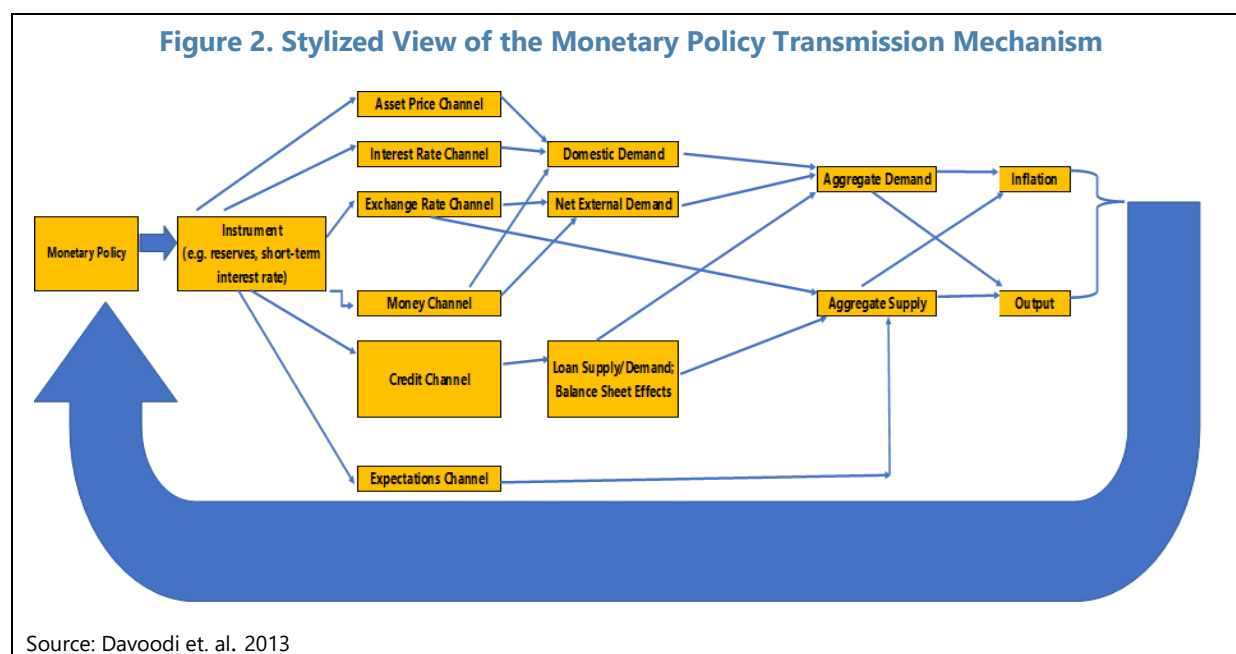 Figure 2. Stylized View of the Monetary Policy Transmission Mechanism
Asset Price Channel
Interest Rate Channel
Domestic Demand
Aggregate Demand
Inflation
Exchange Rate Channel
Net External Demand
Monetary Policy
Instrument
(e.g. reserves, short-term
interest rate)
Money Channel
Aggregate Supply
Output
Credit Channel
Loan Supply/Demand;
Balance Sheet Effects
Expectations Channel
Source: Davoodi et. al. 2013